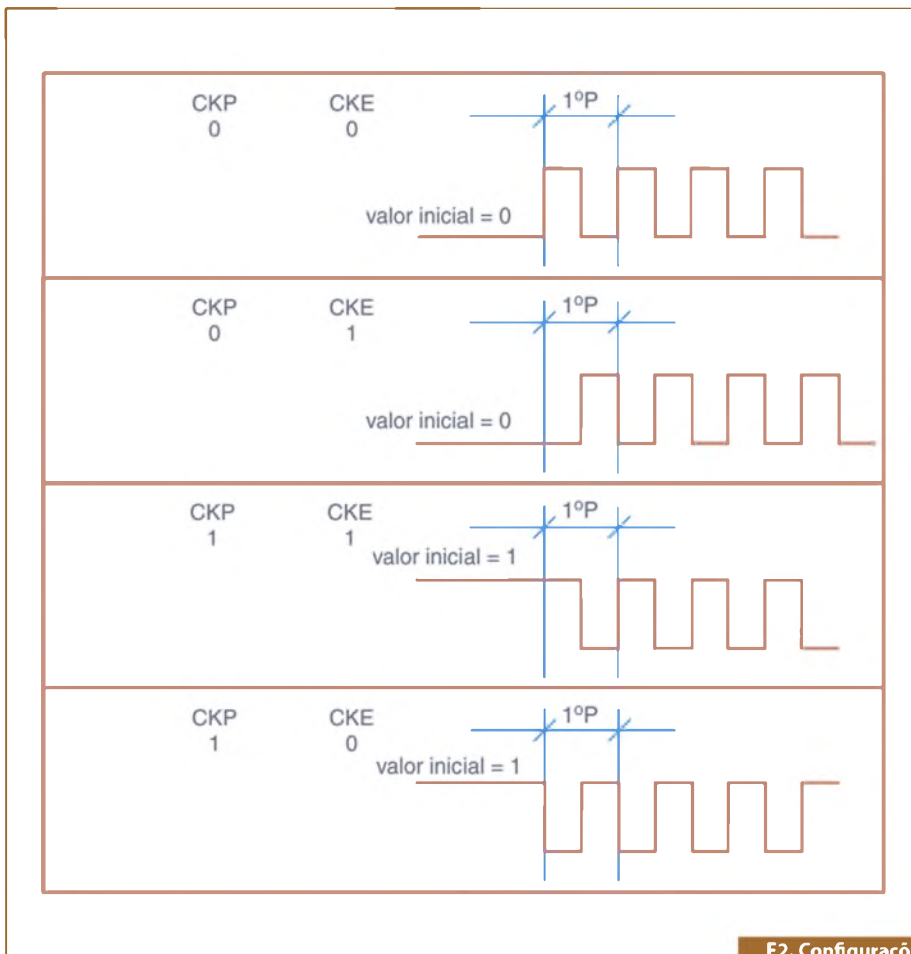 CKP CKE 1ºP
0 0
valor inicial = 0
CKP CKE 1ºP
0 1
valor inicial = 0
CKP CKE 1ºP
1 1
valor inicial = 1
CKP CKE 1ºP
1 0
valor inicial = 1